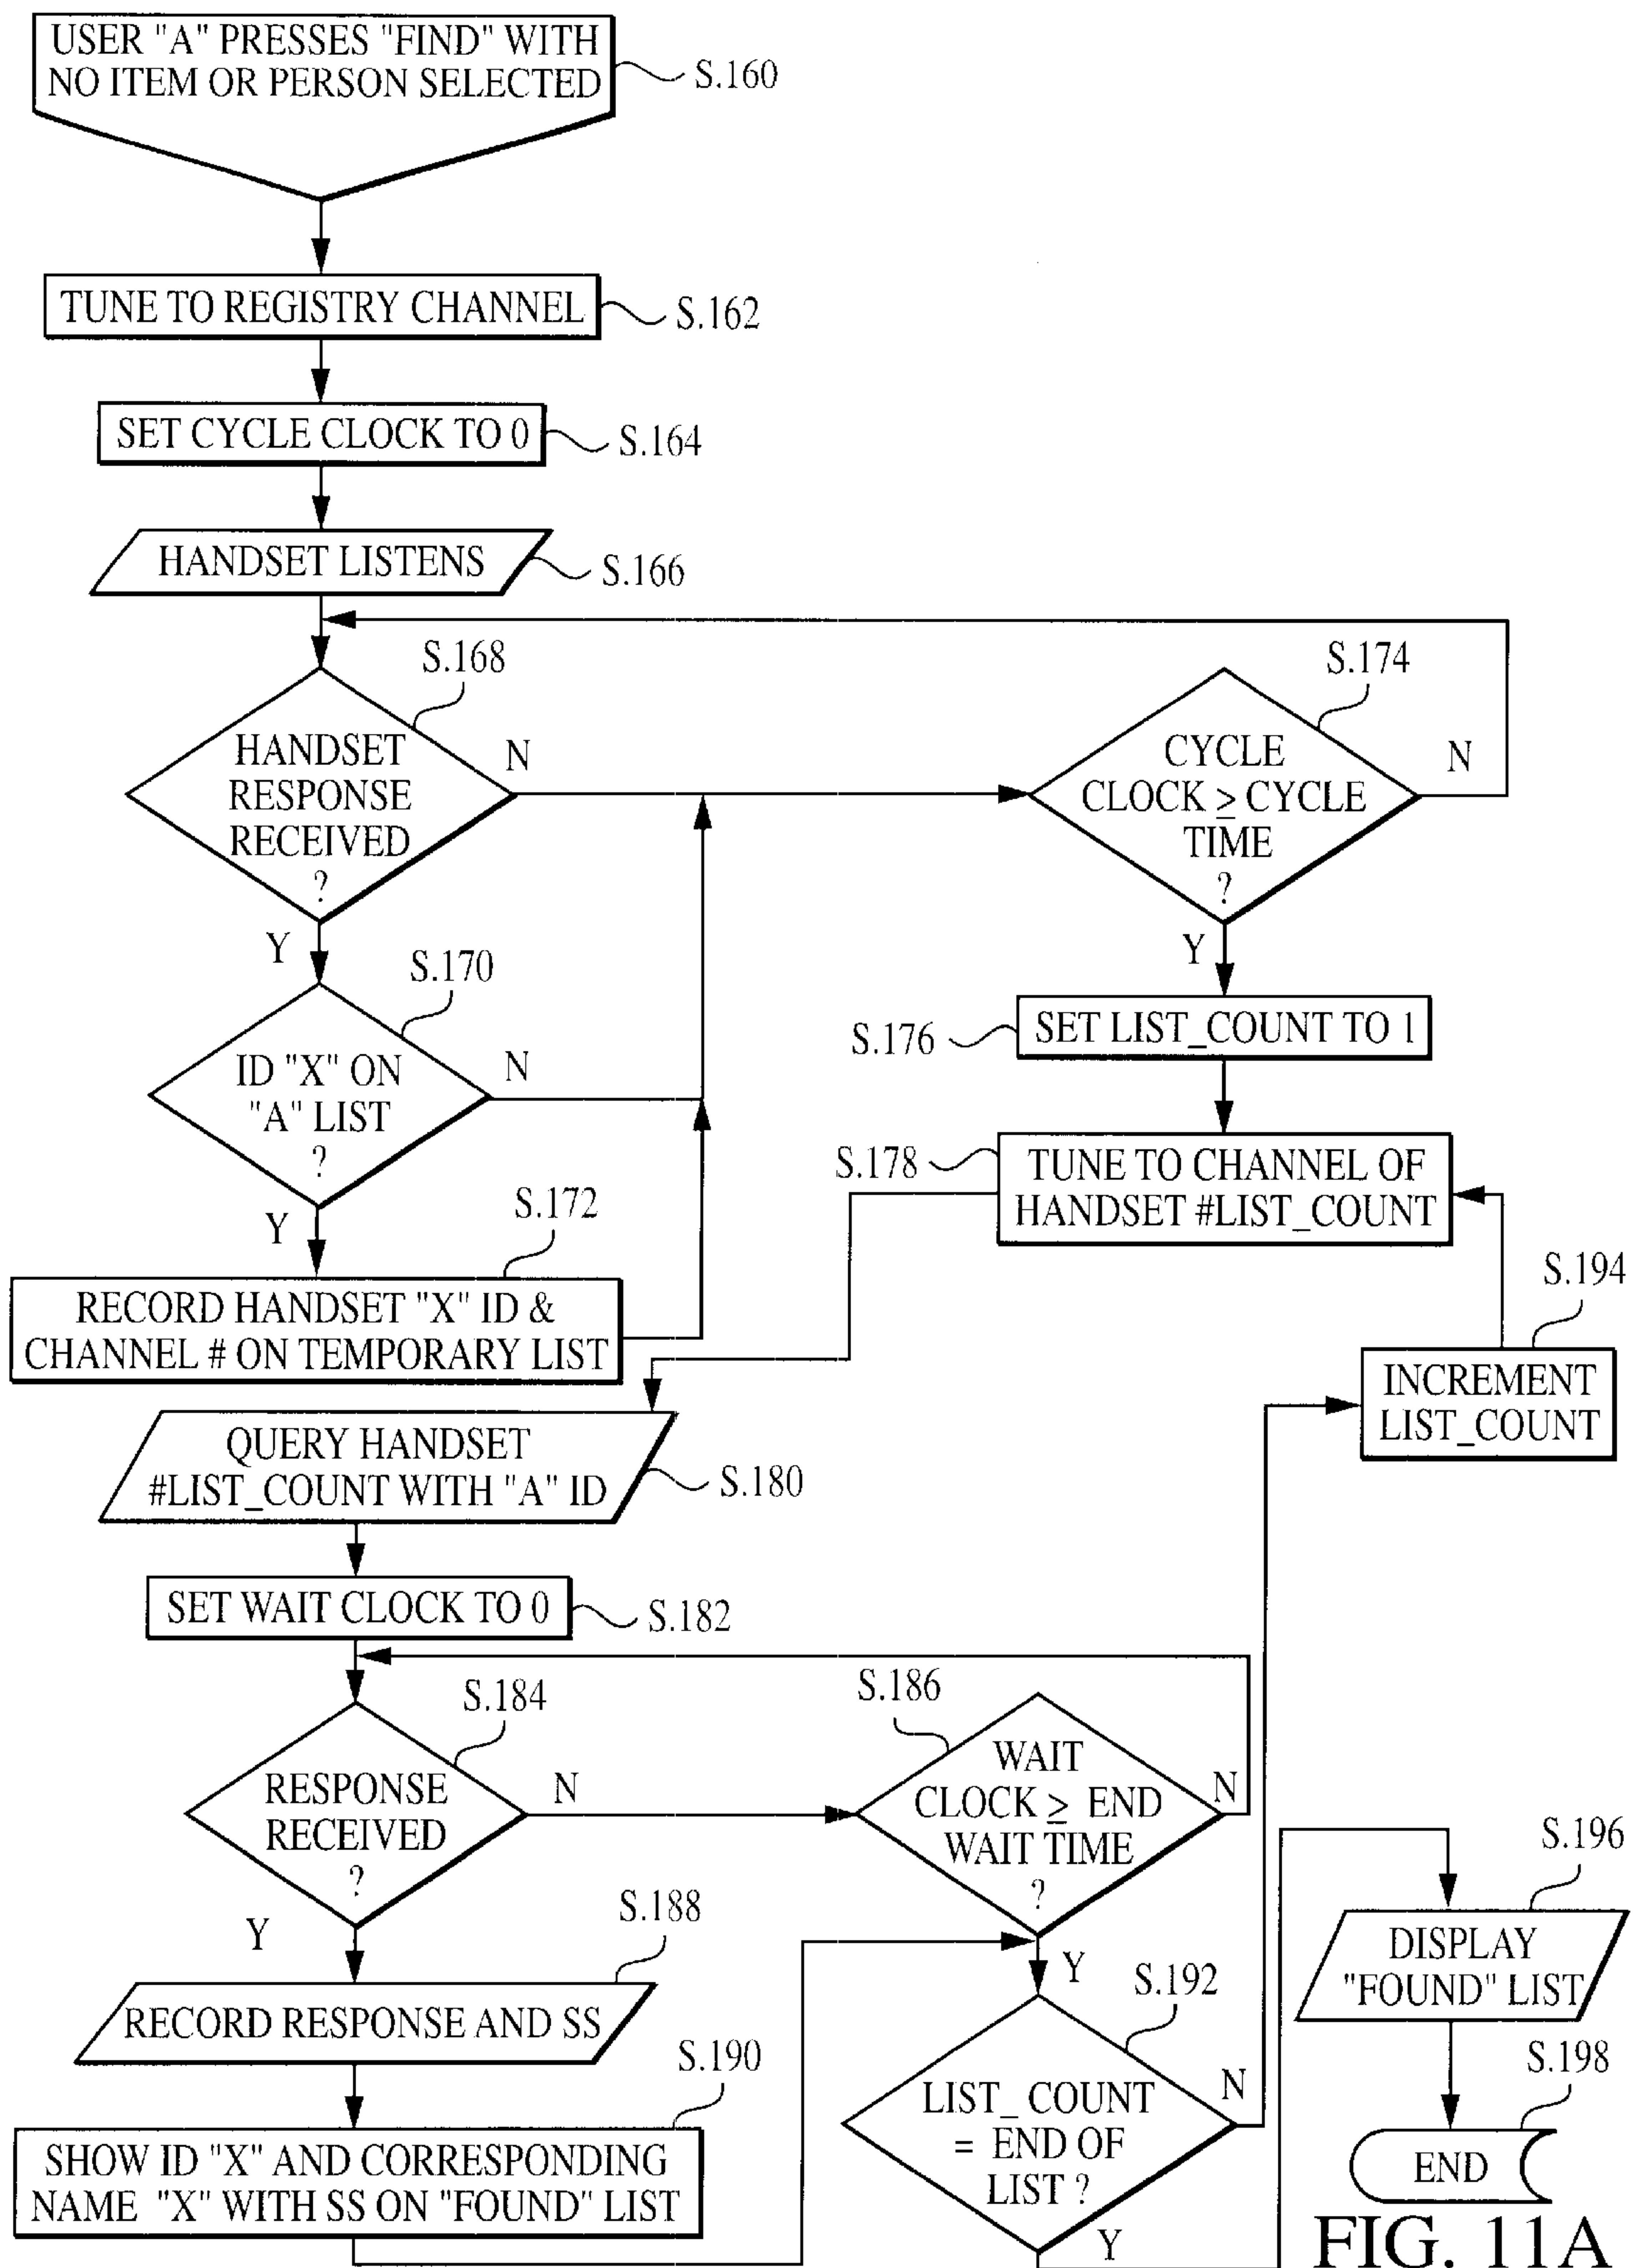 USER "A" PRESSES "FIND" WITH
NO ITEM OR PERSON SELECTED
S.160
TUNE TO REGISTRY CHANNEL
S.162
SET CYCLE CLOCK TO 0
S.164
HANDSET LISTENS
S.166
S.168
HANDSET
RESPONSE
RECEIVED
?
N
Y
S.174
CYCLE
CLOCK ≥ CYCLE
TIME
?
N
Y
S.170
ID "X" ON
"A" LIST
?
N
Y
S.176
SET LIST_COUNT TO 1
S.178
TUNE TO CHANNEL OF
HANDSET #LIST_COUNT
S.172
RECORD HANDSET "X" ID &
CHANNEL # ON TEMPORARY LIST
S.194
INCREMENT
LIST_COUNT
QUERY HANDSET
#LIST_COUNT WITH "A" ID
S.180
SET WAIT CLOCK TO 0
S.182
S.184
RESPONSE
RECEIVED
?
N
Y
S.186
WAIT
CLOCK ≥ END
WAIT TIME
?
N
Y
S.188
RECORD RESPONSE AND SS
S.190
SHOW ID "X" AND CORRESPONDING
NAME "X" WITH SS ON "FOUND" LIST
S.192
LIST_ COUNT
= END OF
LIST ?
N
Y
S.196
DISPLAY
"FOUND" LIST
S.198
END
FIG. 11A